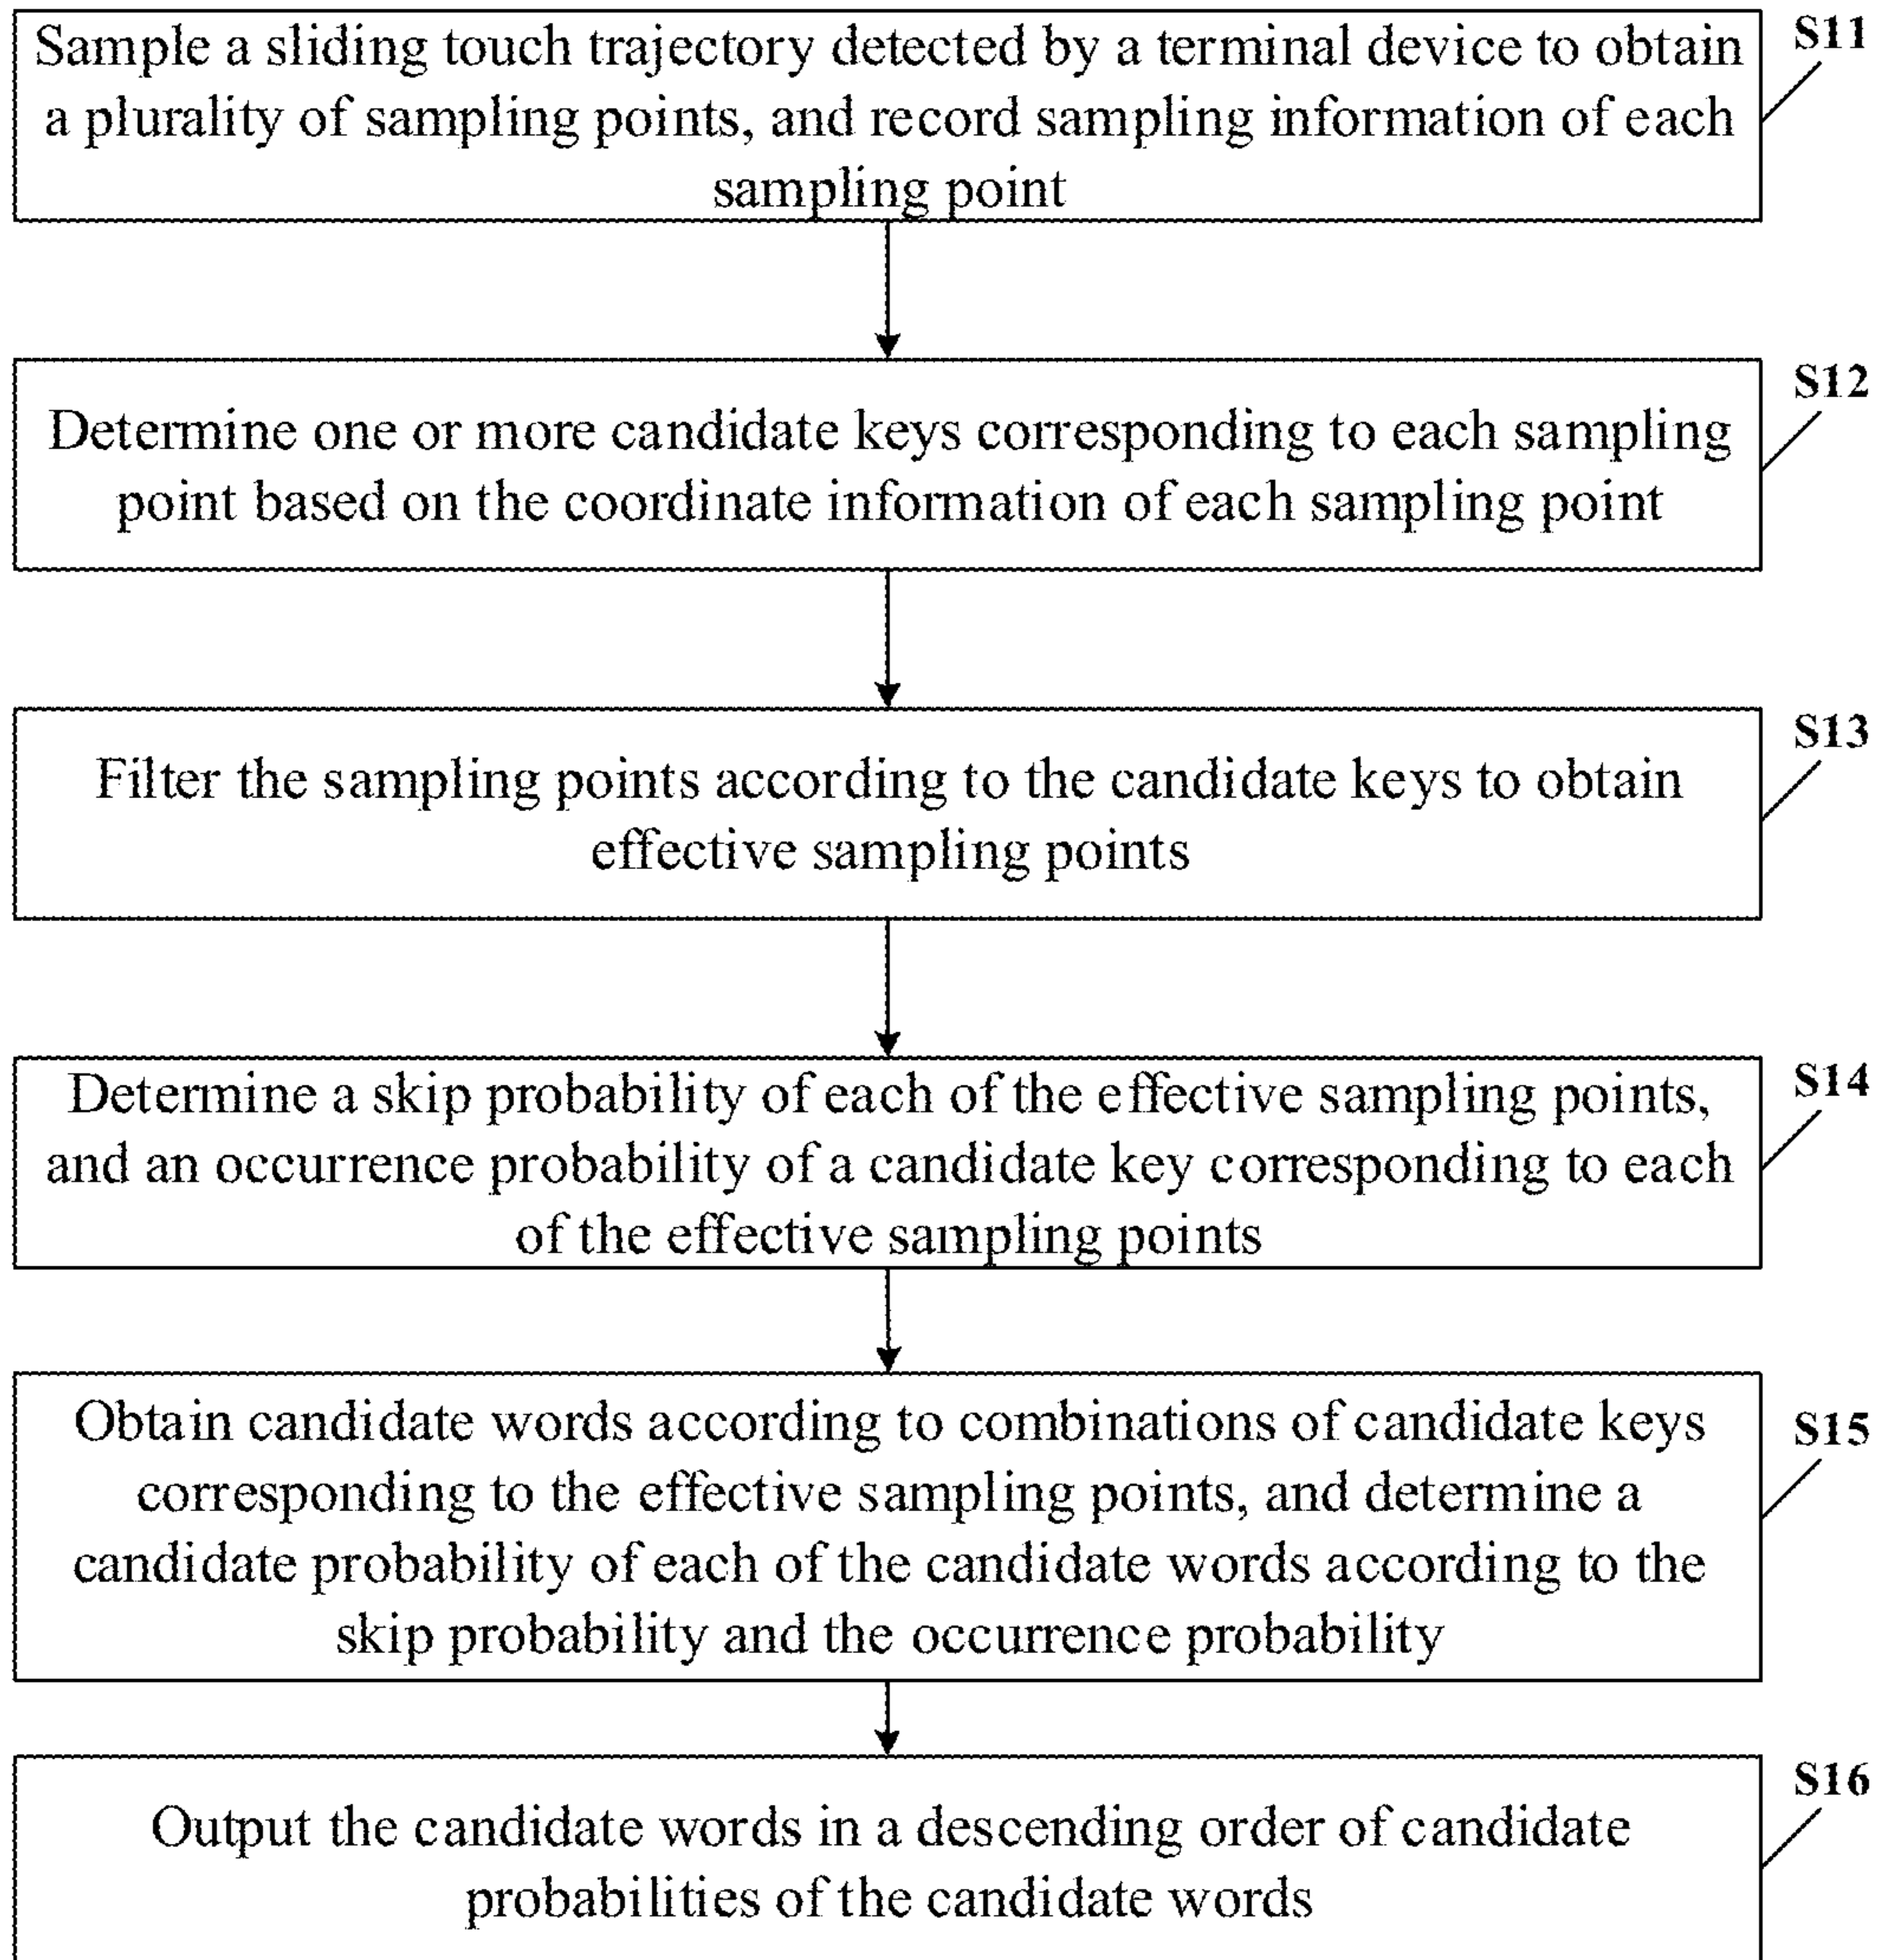 Sample a sliding touch trajectory detected by a terminal device to obtain
a plurality of sampling points, and record sampling information of each
sampling point
S11
Determine one or more candidate keys corresponding to each sampling
point based on the coordinate information of each sampling point
S12
Filter the sampling points according to the candidate keys to obtain
effective sampling points
S13
Determine a skip probability of each of the effective sampling points,
and an occurrence probability of a candidate key corresponding to each
of the effective sampling points
S14
Obtain candidate words according to combinations of candidate keys
corresponding to the effective sampling points, and determine a
candidate probability of each of the candidate words according to the
skip probability and the occurrence probability
S15
Output the candidate words in a descending order of candidate
probabilities of the candidate words
S16